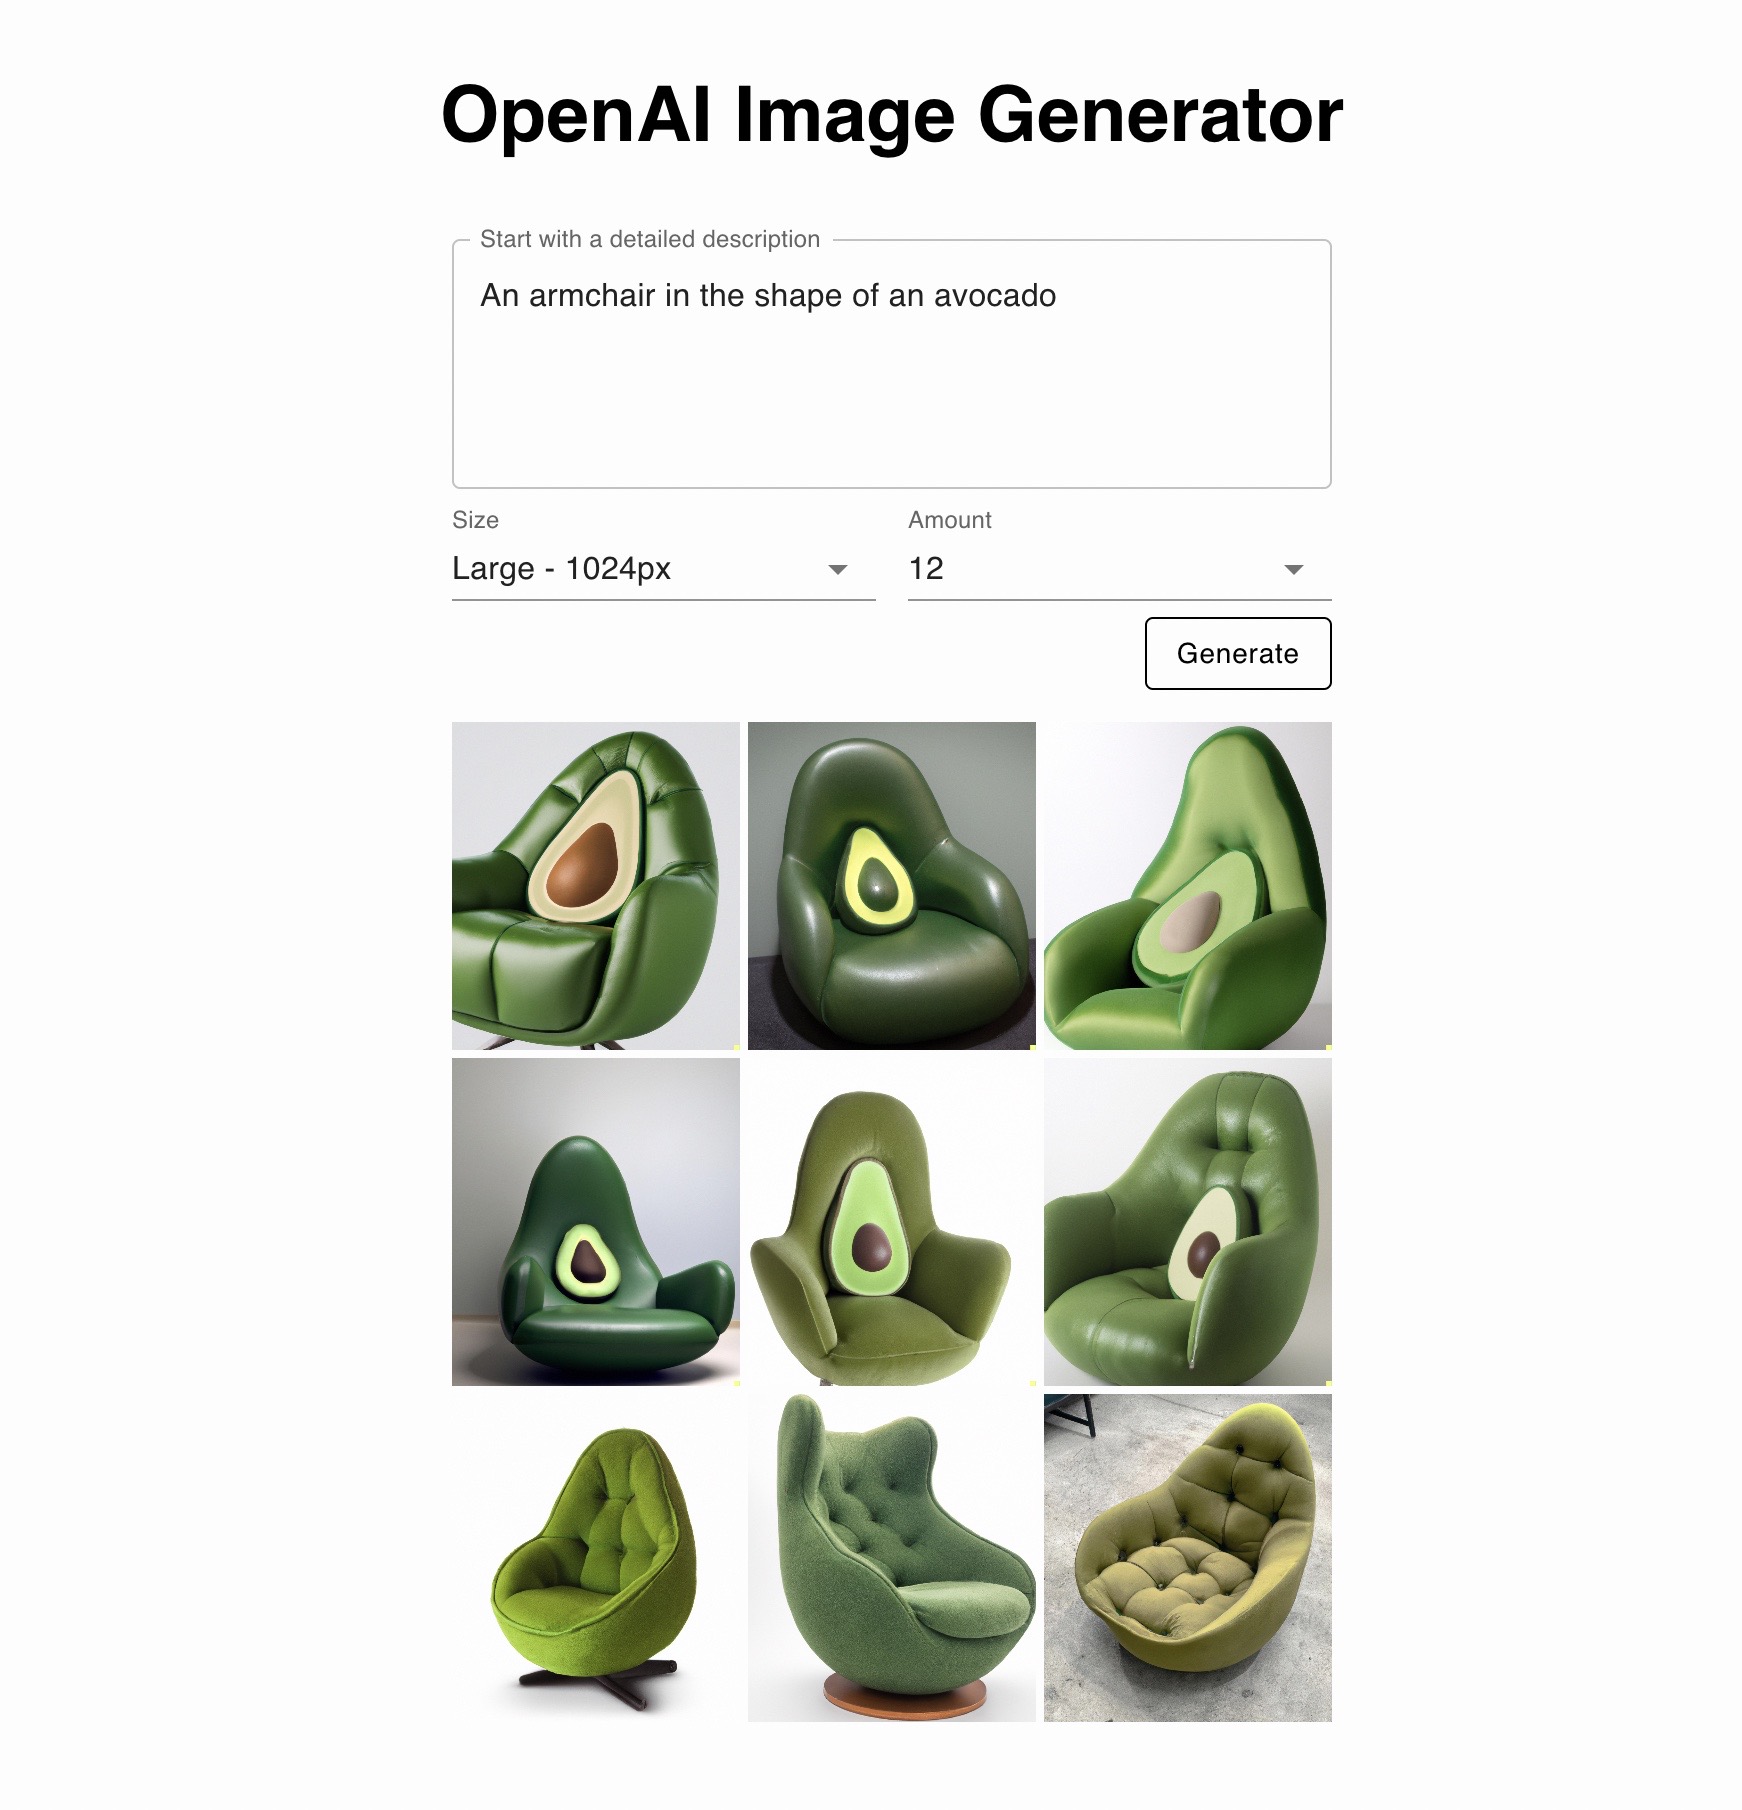 OpenAI Image Generator
Start with a detailed description
An armchair in the shape of an avocado
Size
Amount
Large - 1024px
12
Generate